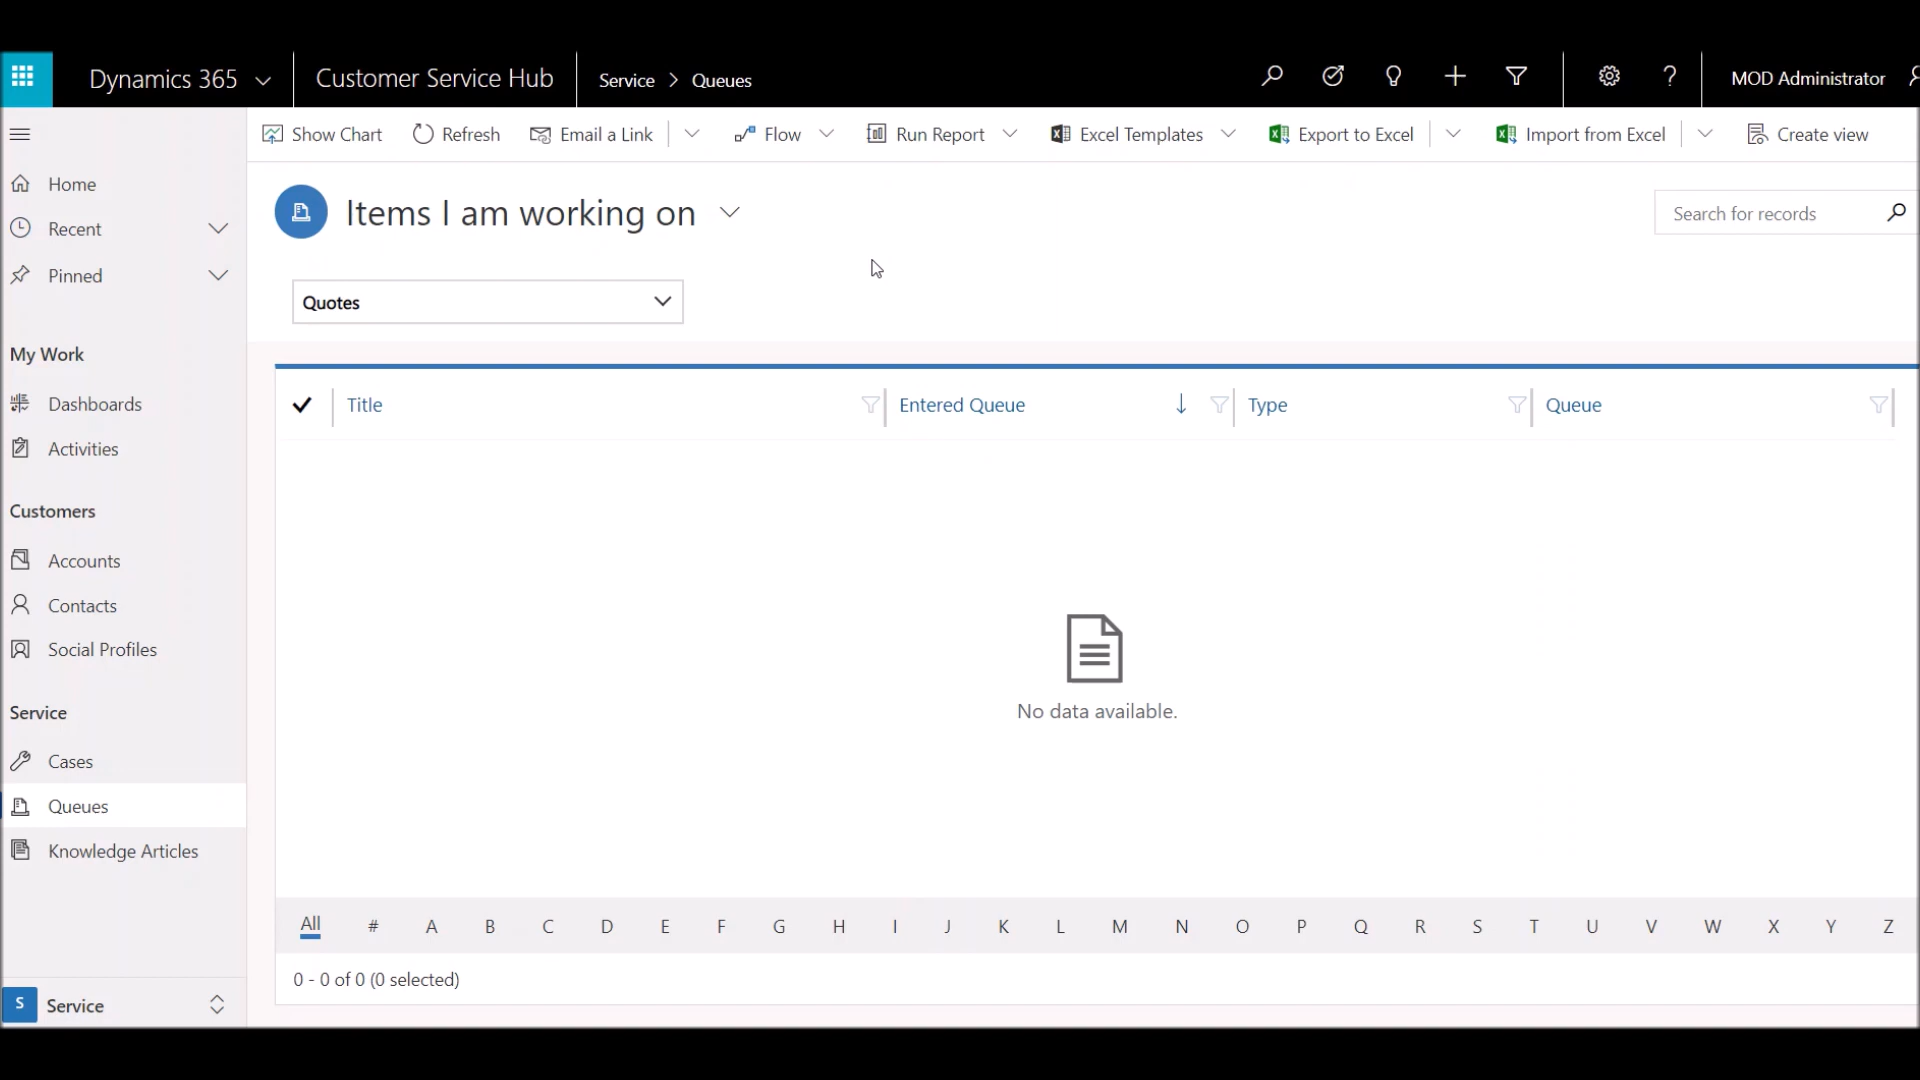 Dynamics 365 Customer Service Hub Service > Queues MOD Administrator
Show Chart Refresh Email a Link Flow Run Report Excel Templates Export to Excel Import from Excel Create view
Home
Recent
Pinned
My Work
Dashboards
Activities
Customers
Accounts
Contacts
Social Profiles
Service
Cases
Queues
Knowledge Articles
S Service
Items I am working on
Search for records
Quotes
Title Entered Queue Type Queue
No data available.
All # A B C D E F G H I J K L M N O P Q R S T U V W X Y Z
0 - 0 of 0 (0 selected)